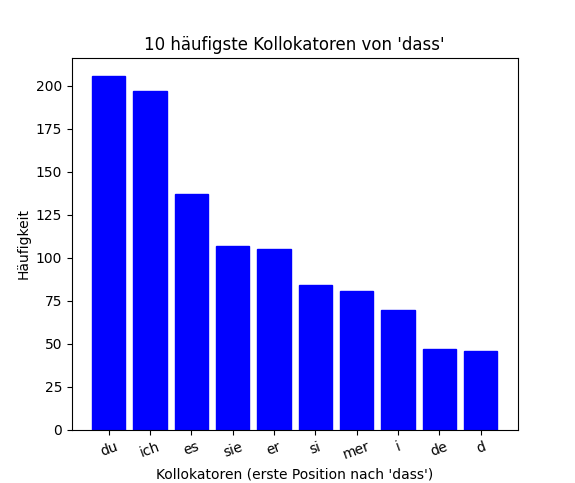 10 häufigste Kollokatoren von 'dass'
200
175
150
125
100
75
50
25
0
Häufigkeit
du ich es sie er si mer i de d
Kollokatoren (erste Position nach 'dass')